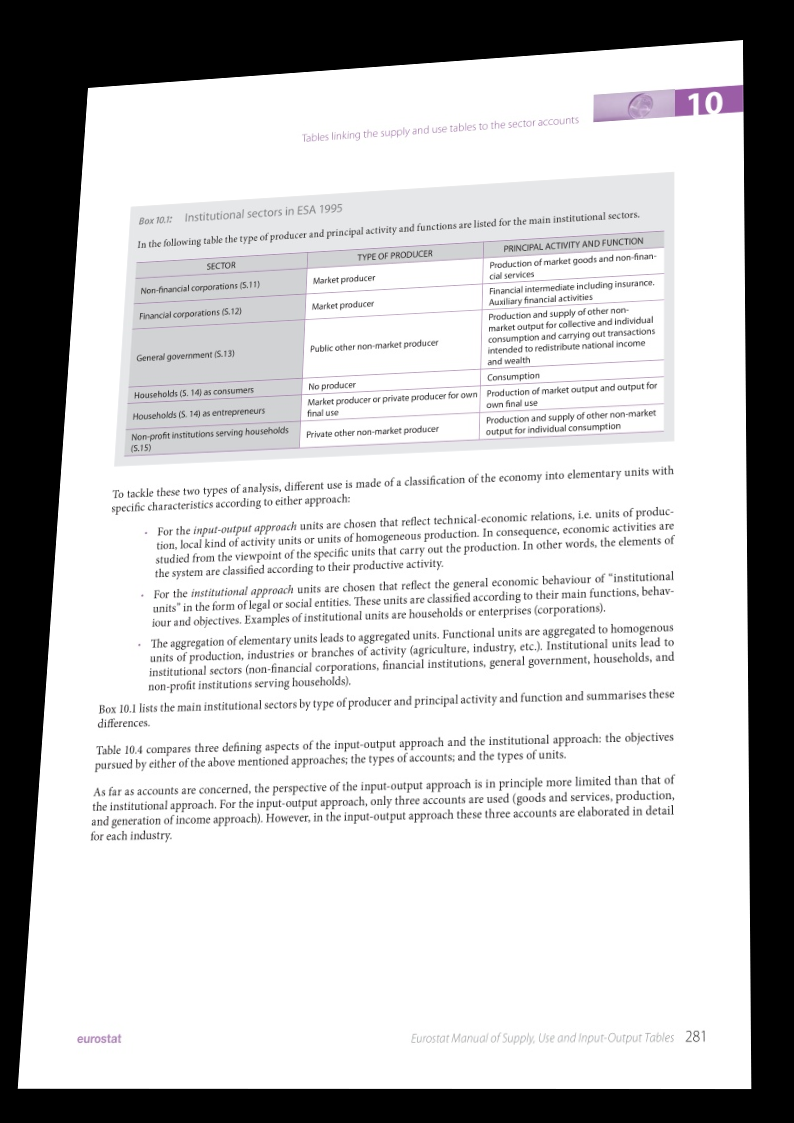 10
Tables linking the supply and use tables to the sector accounts
Box 10.1: Institutional sectors in ESA 1995
In the following table the type of producer and principal activity and functions are listed for the main institutional sectors.
SECTOR
TYPE OF PRODUCER
PRINCIPAL ACTIVITY AND FUNCTION
Non-financial corporations (S.11)
Market producer
Production of market goods and non-finan-
cial services
Financial corporations (S.12)
Market producer
Financial intermediate including insurance.
Auxiliary financial activities
General government (S.13)
Public other non-market producer
Production and supply of other non-
market output for collective and individual
consumption and carrying out transactions
intended to redistribute national income
and wealth
Households (S. 14) as consumers
No producer
Consumption
Households (S. 14) as entrepreneurs
Market producer or private producer for own
final use
Production of market output and output for
own final use
Non-profit institutions serving households
(S.15)
Private other non-market producer
Production and supply of other non-market
output for individual consumption
To tackle these two types of analysis, different use is made of a classification of the economy into elementary units with
specific characteristics according to either approach:
· For the input-output approach units are chosen that reflect technical-economic relations, i.e. units of produc-
tion, local kind of activity units or units of homogeneous production. In consequence, economic activities are
studied from the viewpoint of the specific units that carry out the production. In other words, the elements of
the system are classified according to their productive activity.
· For the institutional approach units are chosen that reflect the general economic behaviour of "institutional
units" in the form of legal or social entities. These units are classified according to their main functions, behav-
iour and objectives. Examples of institutional units are households or enterprises (corporations).
· The aggregation of elementary units leads to aggregated units. Functional units are aggregated to homogenous
units of production, industries or branches of activity (agriculture, industry, etc.). Institutional units lead to
institutional sectors (non-financial corporations, financial institutions, general government, households, and
non-profit institutions serving households).
Box 10.1 lists the main institutional sectors by type of producer and principal activity and function and summarises these
differences.
Table 10.4 compares three defining aspects of the input-output approach and the institutional approach: the objectives
pursued by either of the above mentioned approaches; the types of accounts; and the types of units.
As far as accounts are concerned, the perspective of the input-output approach is in principle more limited than that of
the institutional approach. For the input-output approach, only three accounts are used (goods and services, production,
and generation of income approach). However, in the input-output approach these three accounts are elaborated in detail
for each industry.
eurostat
Eurostat Manual of Supply, Use and Input-Output Tables 281